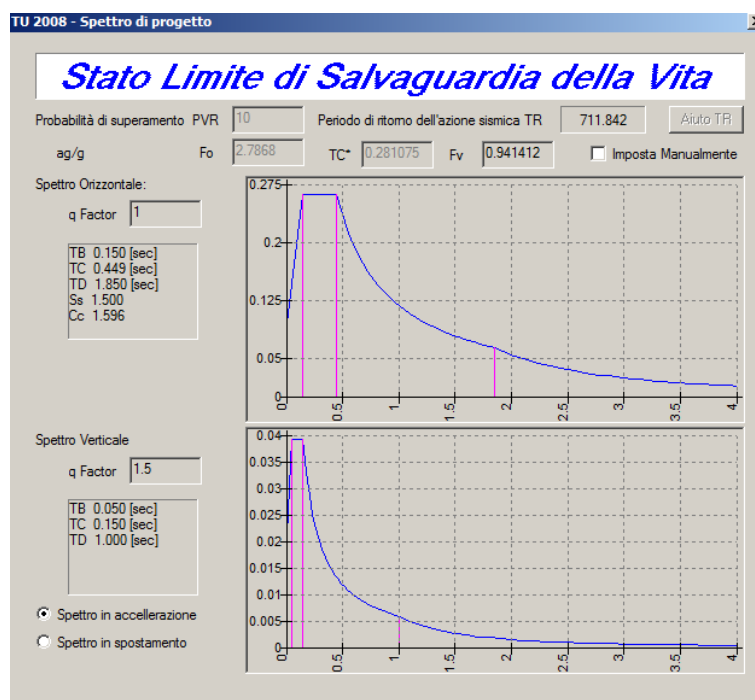 TU 2008 - Spettro di progetto
Stato Limite di Salvaguardia della Vita
Probabilità di superamento PVR 10 Periodo di ritorno dell'azione sismica TR 711.842 Aiuto TR
ag/g Fo 2.7868 TC* 0.281075 Fv 0.941412 Imposta Manualmente
Spettro Orizzontale:
q Factor 1
TB 0.150 [sec]
TC 0.449 [sec]
TD 1.850 [sec]
Ss 1.500
Cc 1.596
0.275
0.2
0.125
0.05
0
0 0.5 1 1.5 2 2.5 3 3.5 4
Spettro Verticale
q Factor 1.5
TB 0.050 [sec]
TC 0.150 [sec]
TD 1.000 [sec]
Spettro in accellerazione
Spettro in spostamento
0.04
0.035
0.03
0.025
0.02
0.015
0.01
0.005
0
0 0.5 1 1.5 2 2.5 3 3.5 4